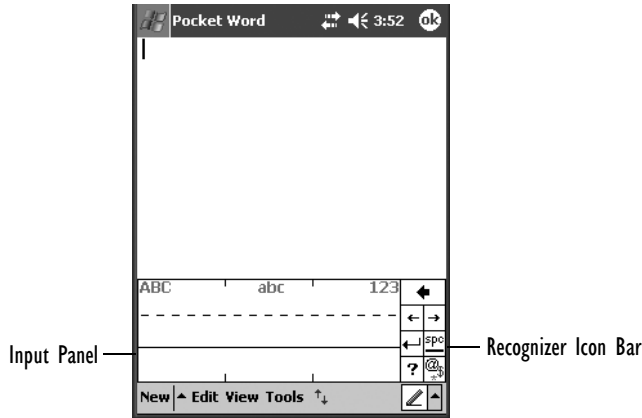 Pocket Word 3:52 ok
ABC abc 123
spc
Input Panel
Recognizer Icon Bar
? @$*
New Edit View Tools